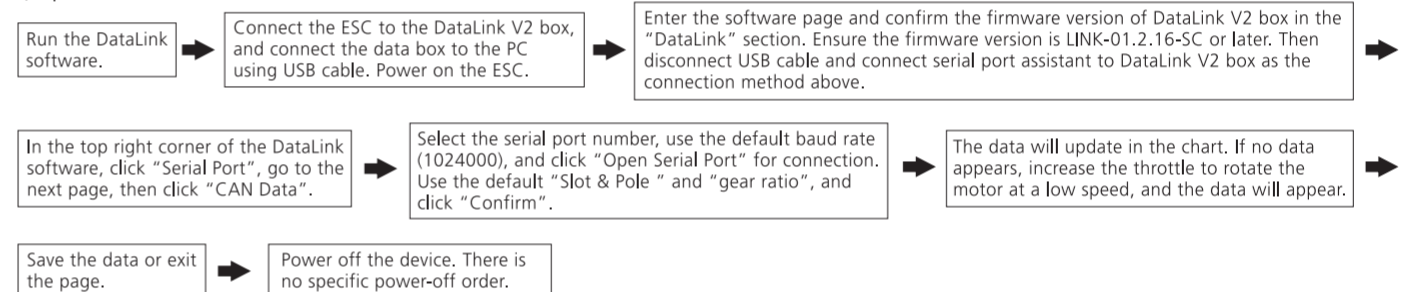 Run the DataLink
software.
Connect the ESC to the DataLink V2 box,
and connect the data box to the PC
using USB cable. Power on the ESC.
Enter the software page and confirm the firmware version of DataLink V2 box in the
“DataLink” section. Ensure the firmware version is LINK-01.2.16-SC or later. Then
disconnect USB cable and connect serial port assistant to DataLink V2 box as the
connection method above.
In the top right corner of the DataLink
software, click “Serial Port”, go to the
next page, then click “CAN Data”.
Select the serial port number, use the default baud rate
(1024000), and click “Open Serial Port” for connection.
Use the default “Slot & Pole ” and “gear ratio”, and
click “Confirm”.
The data will update in the chart. If no data
appears, increase the throttle to rotate the
motor at a low speed, and the data will appear.
Save the data or exit
the page.
Power off the device. There is
no specific power-off order.